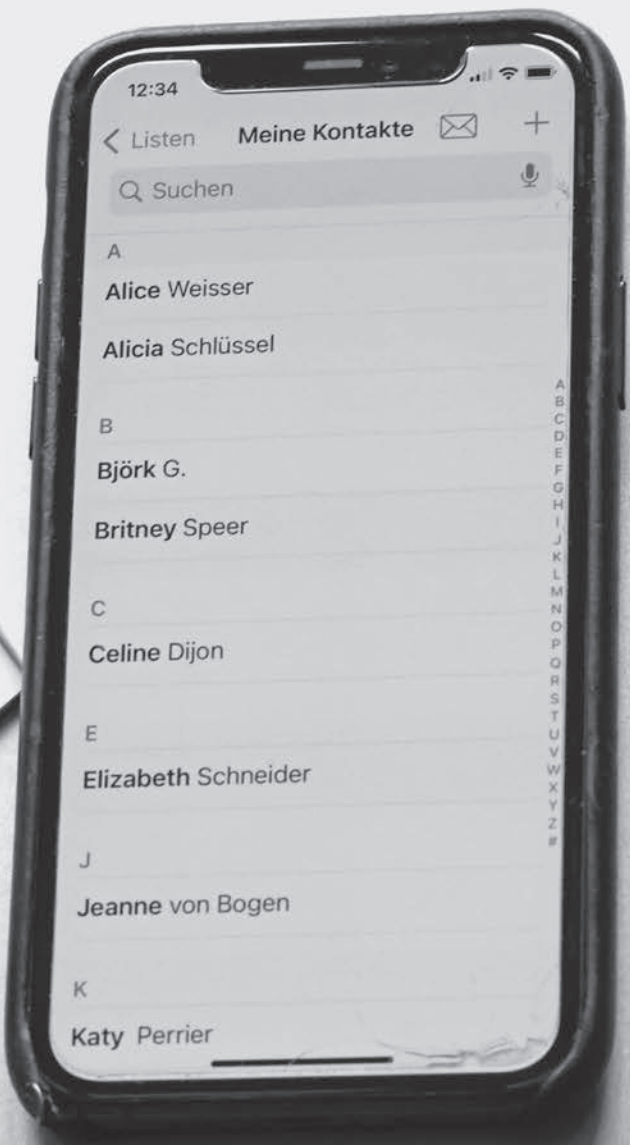 12:34
Listen Meine Kontakte
Suchen
A
Alice Weisser
Alicia Schlüssel
B
Björk G.
Britney Speer
C
Celine Dijon
E
Elizabeth Schneider
J
Jeanne von Bogen
K
Katy Perrier
A
B
C
D
E
F
G
H
I
J
K
L
M
N
O
P
Q
R
S
T
U
V
W
X
Y
Z
#